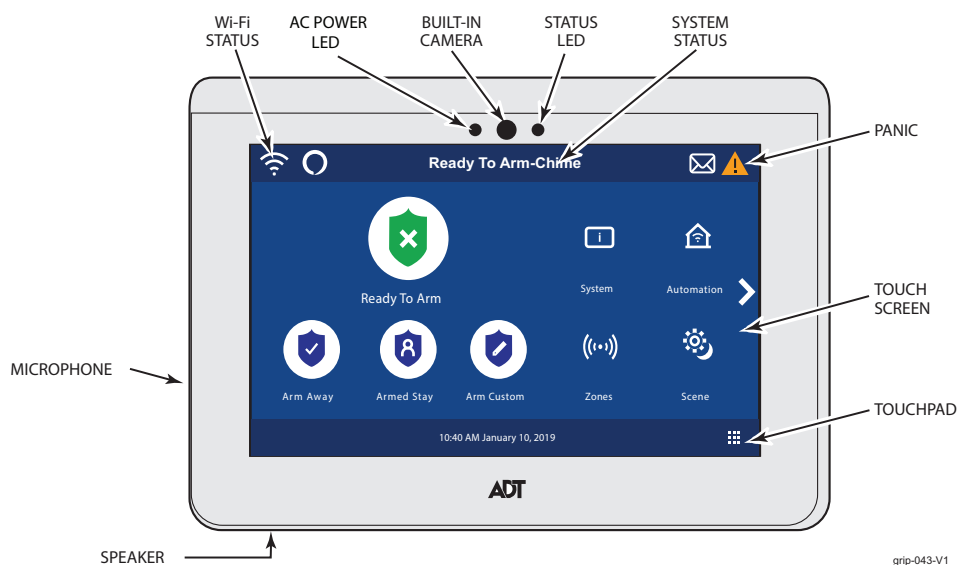 Wi-Fi
STATUS
AC POWER
LED
BUILT-IN
CAMERA
STATUS
LED
SYSTEM
STATUS
PANIC
Ready To Arm-Chime
Ready To Arm
System
Automation
TOUCH
SCREEN
MICROPHONE
Arm Away
Armed Stay
Arm Custom
Zones
Scene
TOUCHPAD
10:40 AM January 10, 2019
ADT
SPEAKER
grip-043-V1